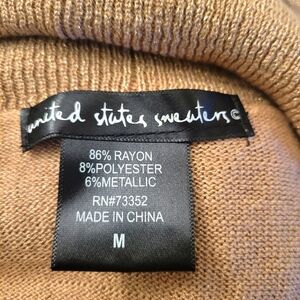 united states sweaters©
86% RAYON
8%POLYESTER
6%METALLIC
RN#73352
MADE IN CHINA
M